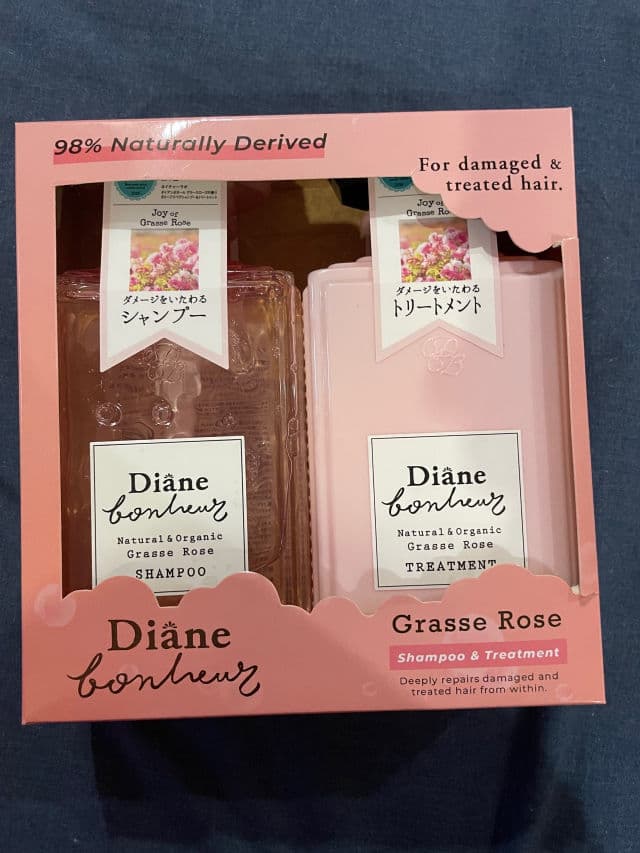 98% Naturally Derived
For damaged &
treated hair.
Joy of
Grasse Rose
ダメージをいたわる
シャンプー
Joy of
Grasse Rose
ダメージをいたわる
トリートメント
Diane
bonheur
Natural & Organic
Grasse Rose
SHAMPOO
Diane
bonheur
Natural & Organic
Grasse Rose
TREATMENT
Diane
bonheur
Grasse Rose
Shampoo & Treatment
Deeply repairs damaged and
treated hair from within.